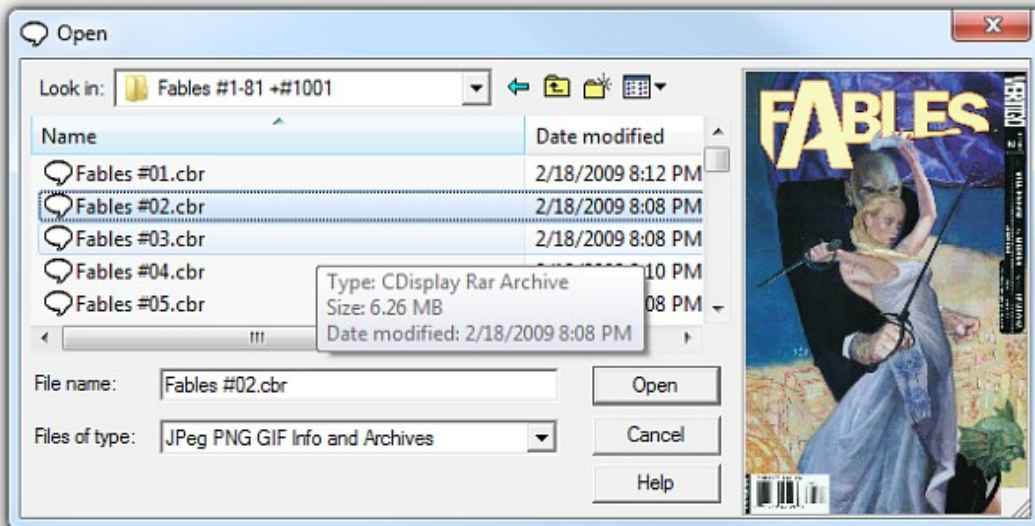 Open
Look in: Fables #1-81 +#1001
Name Date modified
Fables #01.cbr 2/18/2009 8:12 PM
Fables #02.cbr 2/18/2009 8:08 PM
Fables #03.cbr 2/18/2009 8:08 PM
Fables #04.cbr 10 PM
Fables #05.cbr 08 PM
Type: CDisplay Rar Archive
Size: 6.26 MB
Date modified: 2/18/2009 8:08 PM
File name: Fables #02.cbr Open
Files of type: JPeg PNG GIF Info and Archives Cancel
Help
FABLES
VERTIGO